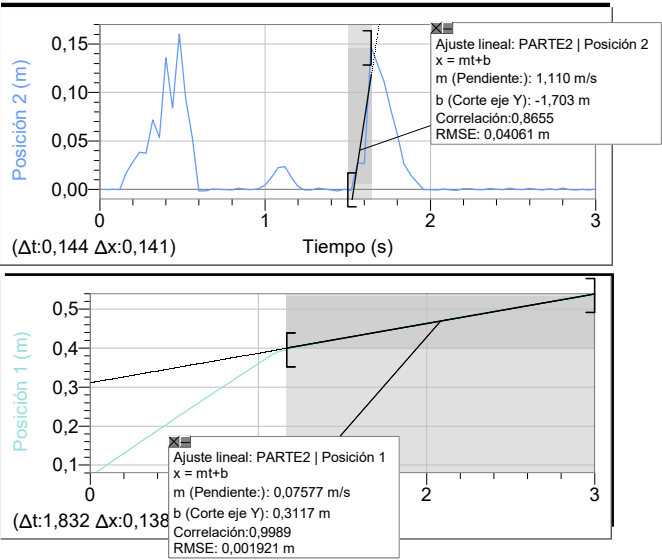 Posición 2 (m)
0,15
0,10
0,05
0,00
0
1
2
3
(Δt:0,144 Δx:0,141)
Tiempo (s)
Ajuste lineal: PARTE2 | Posición 2
x = mt+b
m (Pendiente:): 1,110 m/s
b (Corte eje Y): -1,703 m
Correlación:0,8655
RMSE: 0,04061 m
Posición 1 (m)
0,5
0,4
0,3
0,2
0,1
0
2
3
(Δt:1,832 Δx:0,138
Ajuste lineal: PARTE2 | Posición 1
x = mt+b
m (Pendiente:): 0,07577 m/s
b (Corte eje Y): 0,3117 m
Correlación:0,9989
RMSE: 0,001921 m